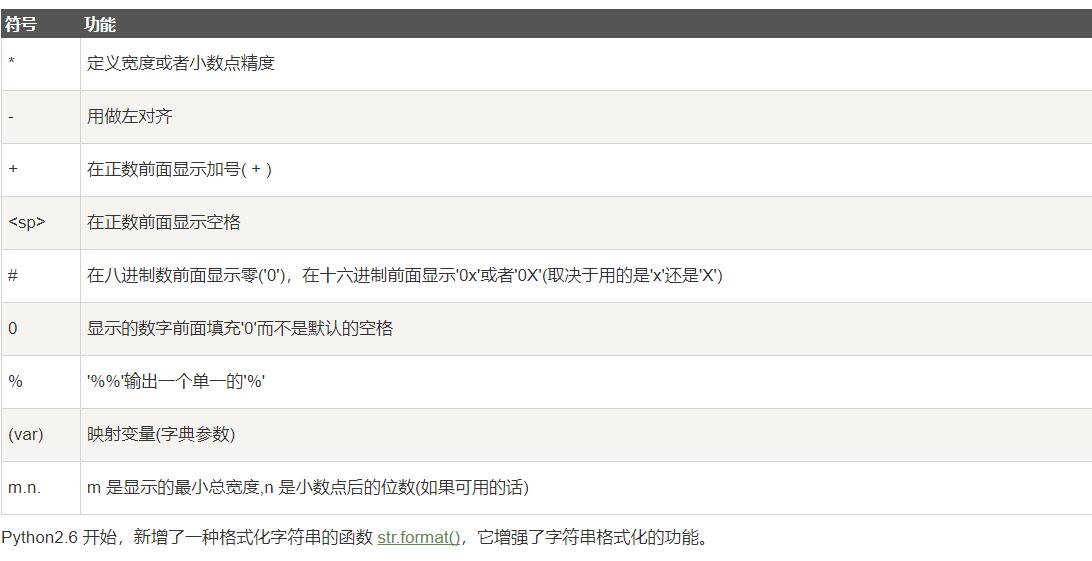 符号 功能
* 定义宽度或者小数点精度
- 用做左对齐
+ 在正数前面显示加号( + )
<sp> 在正数前面显示空格
# 在八进制数前面显示零('0')，在十六进制前面显示'0x'或者'0X'(取决于用的是'x'还是'X')
0 显示的数字前面填充'0'而不是默认的空格
% '%%'输出一个单一的'%'
(var) 映射变量(字典参数)
m.n. m 是显示的最小总宽度,n 是小数点后的位数(如果可用的话)
Python2.6 开始，新增了一种格式化字符串的函数 str.format()，它增强了字符串格式化的功能。